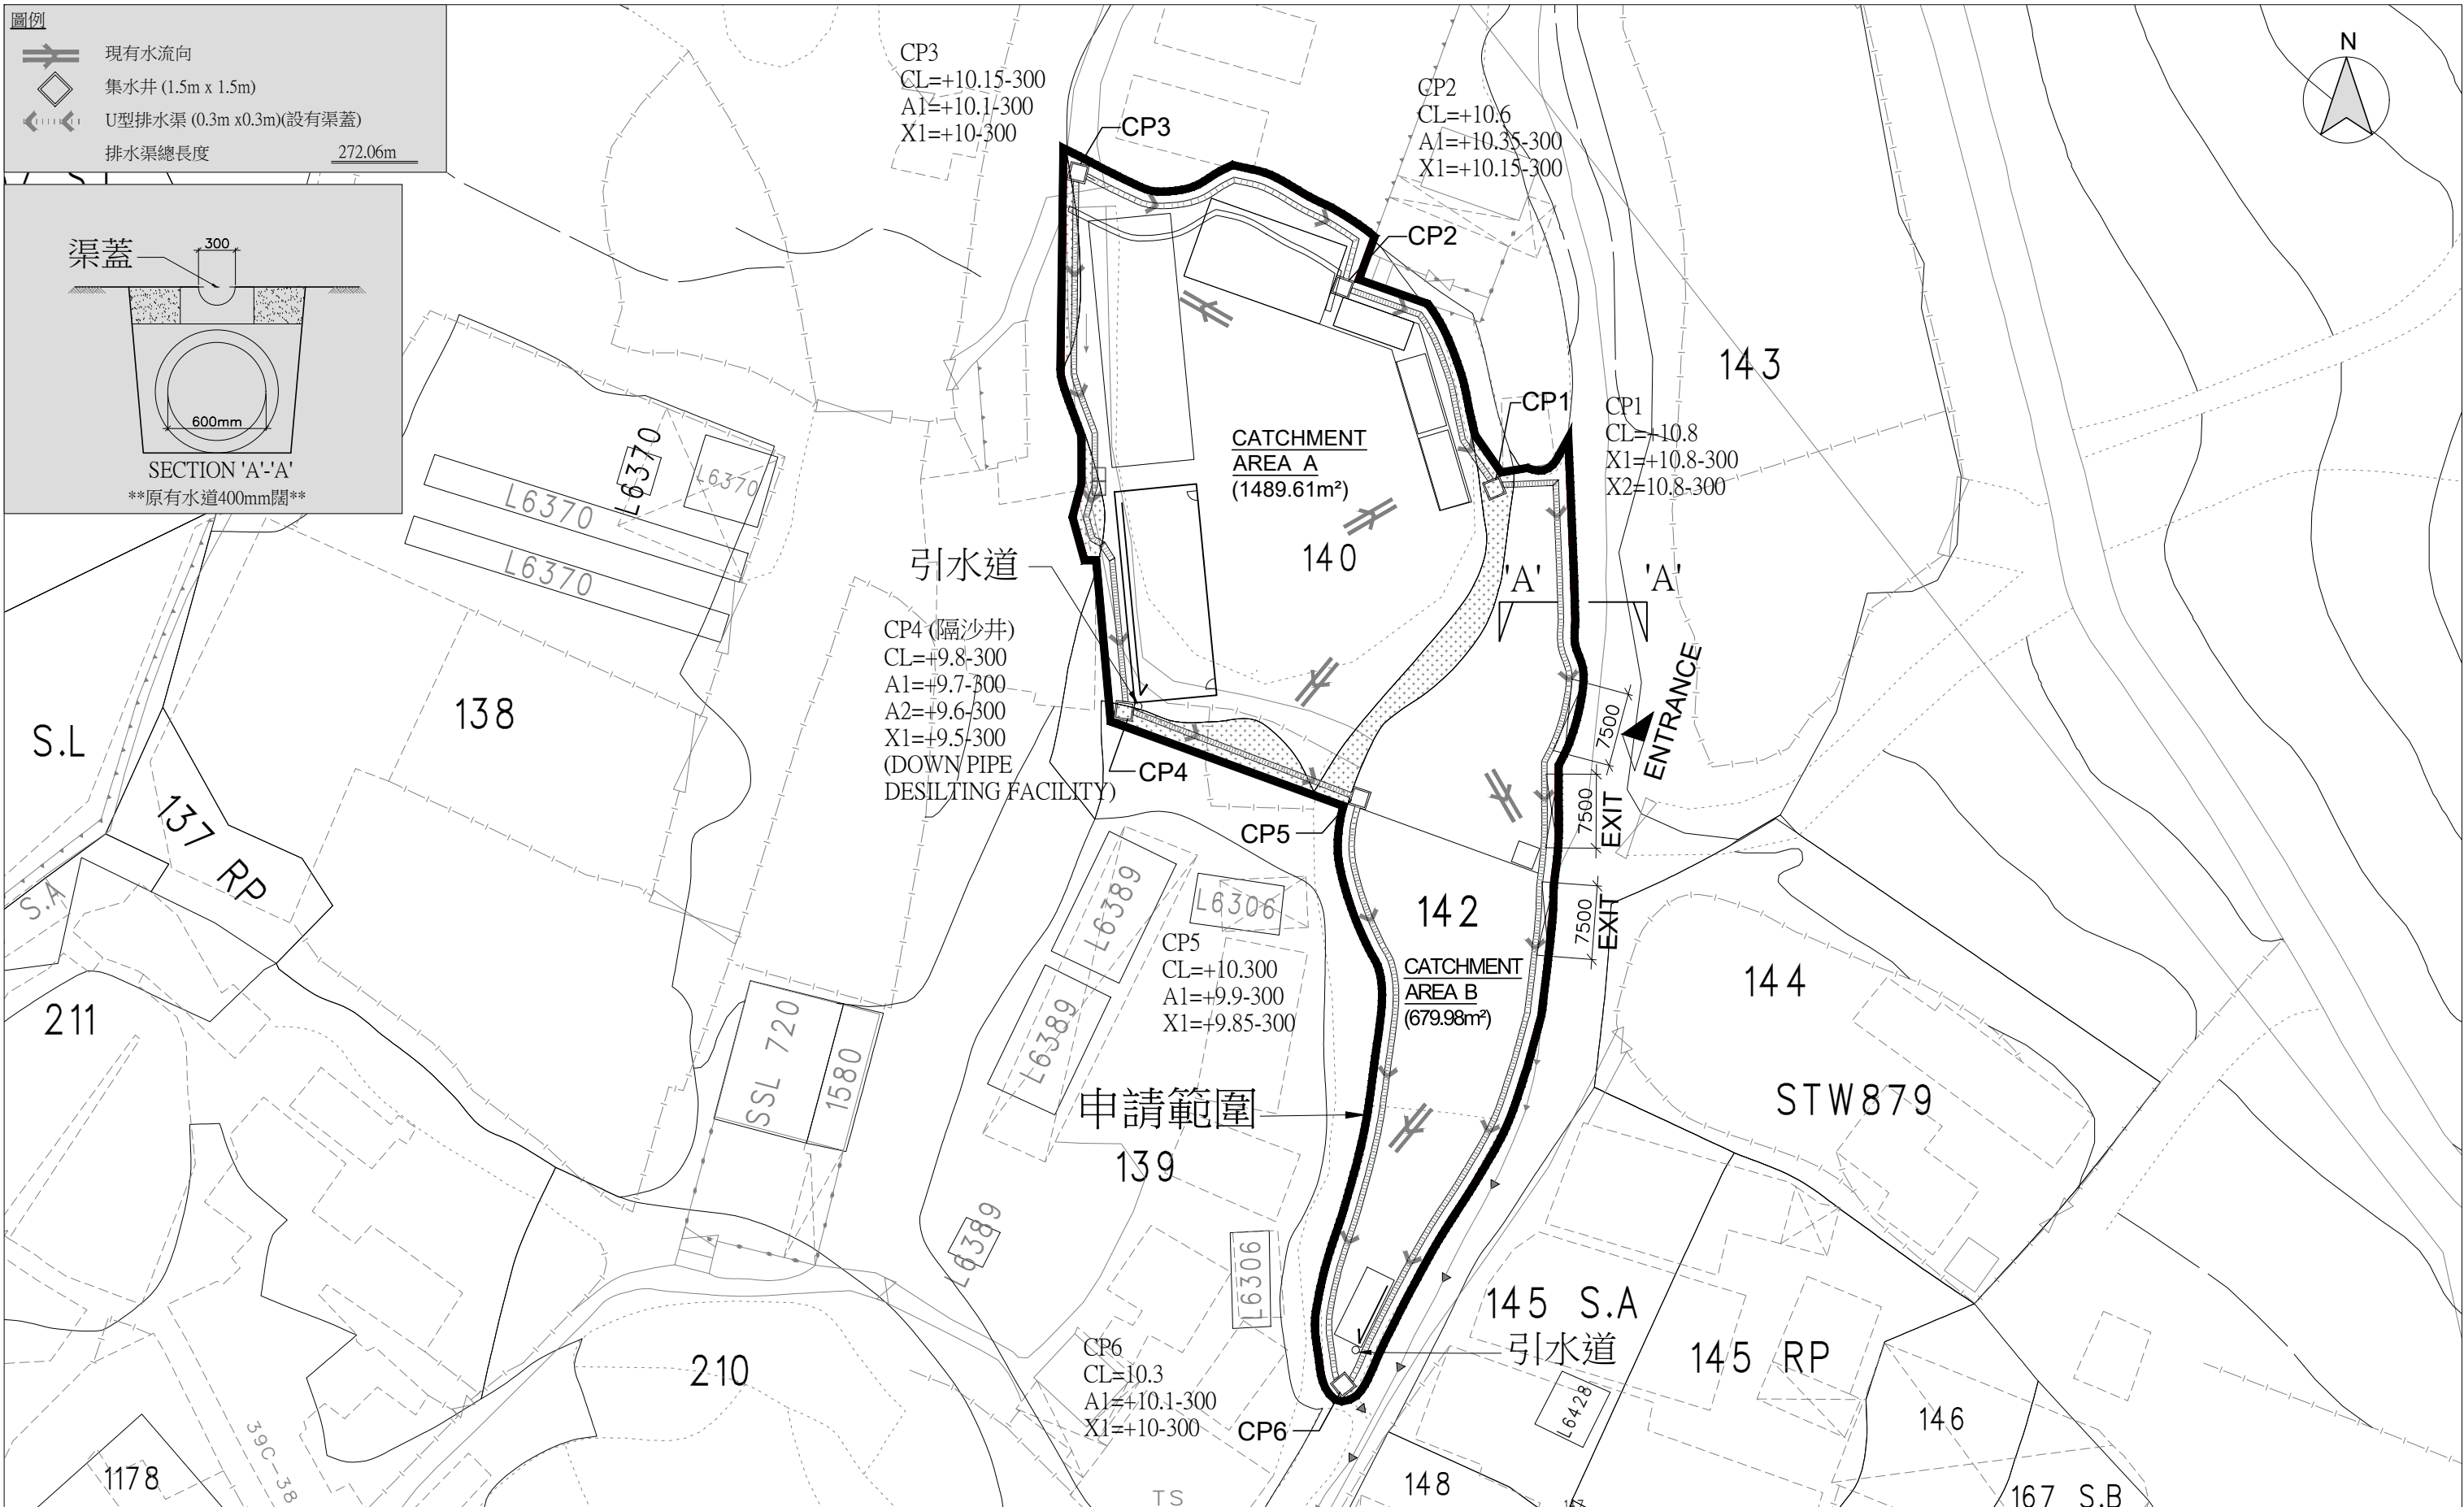 圖例
現有水流向
集水井 (1.5m x 1.5m)
U型排水渠 (0.3m x0.3m)(設有渠蓋)
排水渠總長度 272.06m
渠蓋
300
600mm
SECTION 'A'-'A'
**原有水道400mm闊**
CP3
CL=+10.15-300
A1=+10.1-300
X1=+10-300
CP3
CP2
CL=+10.6
A1=+10.35-300
X1=+10.15-300
CP2
N
143
CP1
CP1
CL=+10.8
X1=+10.8-300
X2=10.8-300
CATCHMENT
AREA A
(1489.61m²)
140
L6370
L6370
L6370
L6370
引水道
'A'
'A'
CP4 (隔沙井)
CL=+9.8-300
A1=+9.7-300
A2=+9.6-300
X1=+9.5-300
(DOWN PIPE
DESILTING FACILITY)
CP4
138
S.L
137 RP
S.A
7500
ENTRANCE
7500
EXIT
7500
EXIT
CP5
L6389
L6306
142
CP5
CL=+10.300
A1=+9.9-300
X1=+9.85-300
CATCHMENT
AREA B
(679.98m²)
144
211
SSL 720
1580
L6389
申請範圍
STW879
139
L6389
L6306
145 S.A
引水道
145 RP
210
CP6
CL=10.3
A1=+10.1-300
X1=+10-300
CP6
L6428
146
39C-38
1178
148
TS
167 S.B